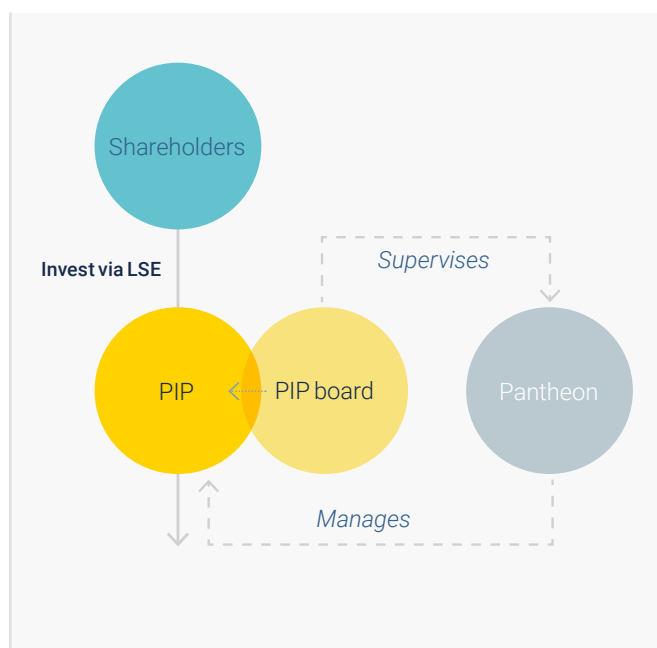 Shareholders
Invest via LSE
Supervises
PIP
PIP board
Pantheon
Manages